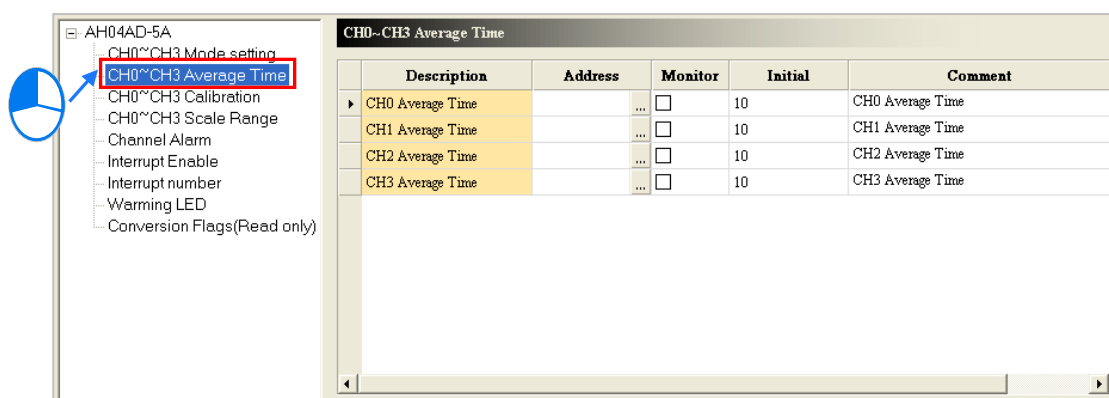 AH04AD-5A
CH0~CH3 Mode setting
CH0~CH3 Average Time
CH0~CH3 Calibration
CH0~CH3 Scale Range
Channel Alarm
Interrupt Enable
Interrupt number
Warming LED
Conversion Flags(Read only)
CH0~CH3 Average Time
Description Address Monitor Initial Comment
CH0 Average Time ... 10 CH0 Average Time
CH1 Average Time ... 10 CH1 Average Time
CH2 Average Time ... 10 CH2 Average Time
CH3 Average Time ... 10 CH3 Average Time